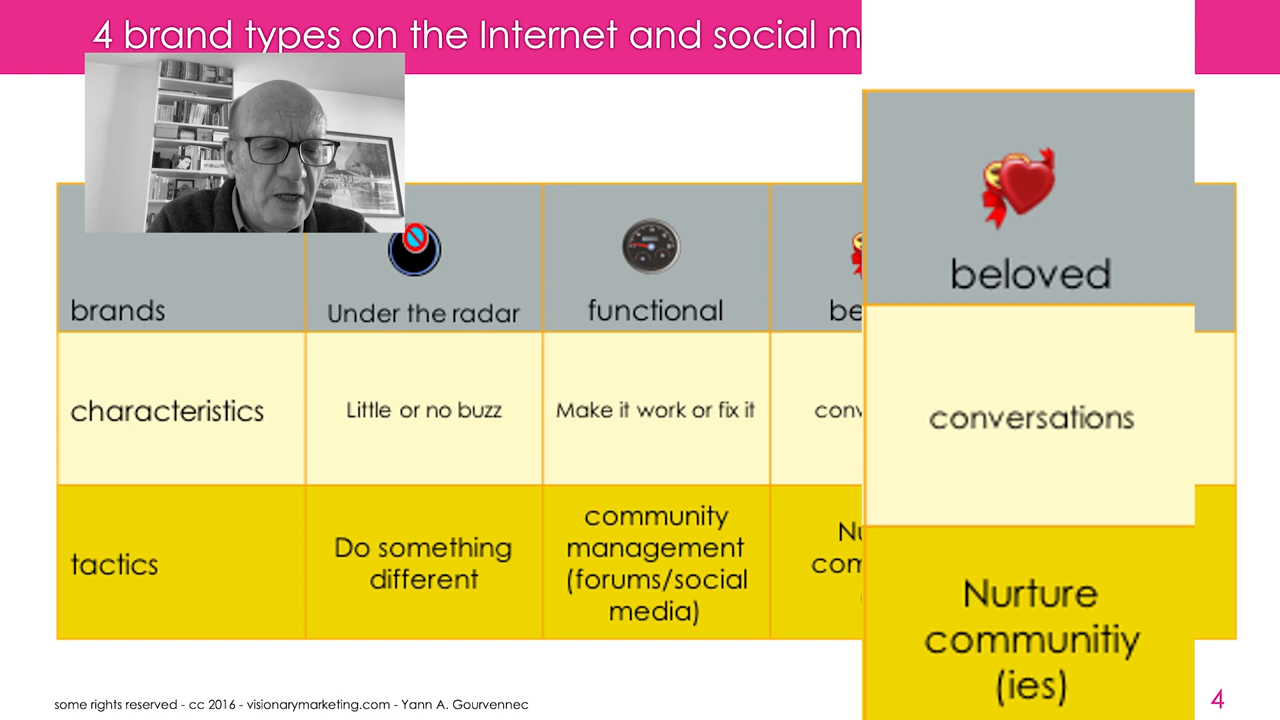 4 brand types on the Internet and social m
brands
Under the radar
functional
be
beloved
characteristics
Little or no buzz
Make it work or fix it
conv
conversations
tactics
Do something
different
community
management
(forums/social
media)
Nu
com
Nurture
communitiy
(ies)
some rights reserved - cc 2016 - visionarymarketing.com - Yann A. Gourvennec
4